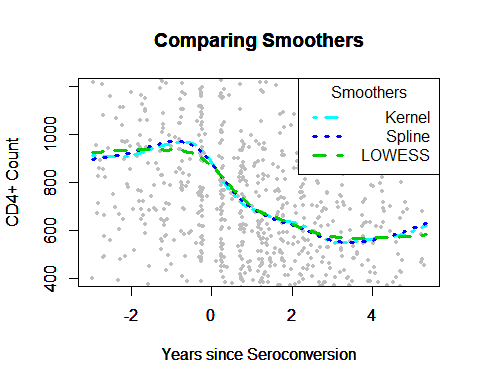 Comparing Smoothers
Smoothers
Kernel
Spline
LOWESS
CD4+ Count
1000
800
600
400
-2
0
2
4
Years since Seroconversion